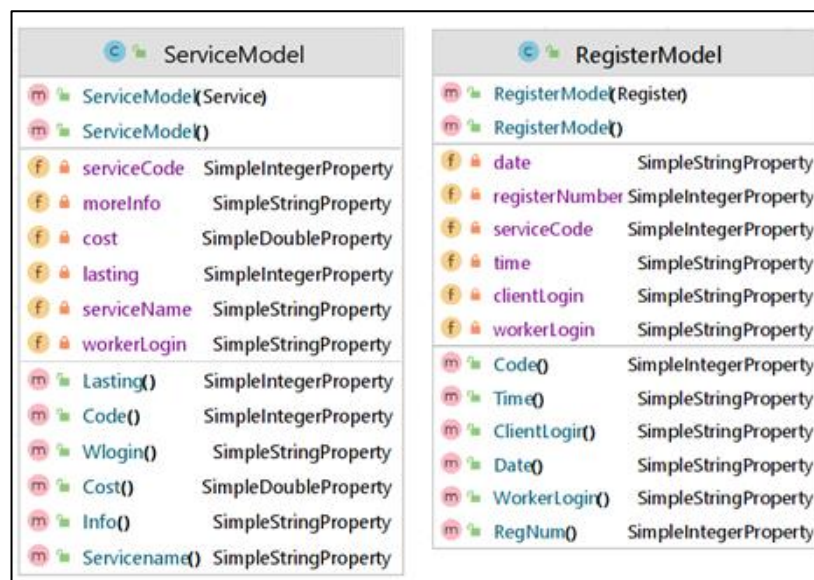 ServiceModel
ServiceModel(Service)
ServiceModel()
serviceCode SimpleIntegerProperty
moreInfo SimpleStringProperty
cost SimpleDoubleProperty
lasting SimpleIntegerProperty
serviceName SimpleStringProperty
workerLogin SimpleStringProperty
Lasting() SimpleIntegerProperty
Code() SimpleIntegerProperty
Wlogin() SimpleStringProperty
Cost() SimpleDoubleProperty
Info() SimpleStringProperty
Servicename() SimpleStringProperty
RegisterModel
RegisterModel(Register)
RegisterModel()
date SimpleStringProperty
registerNumber SimpleIntegerProperty
serviceCode SimpleIntegerProperty
time SimpleStringProperty
clientLogin SimpleStringProperty
workerLogin SimpleStringProperty
Code() SimpleIntegerProperty
Time() SimpleStringProperty
ClientLogin() SimpleStringProperty
Date() SimpleStringProperty
WorkerLogin() SimpleStringProperty
RegNum() SimpleIntegerProperty